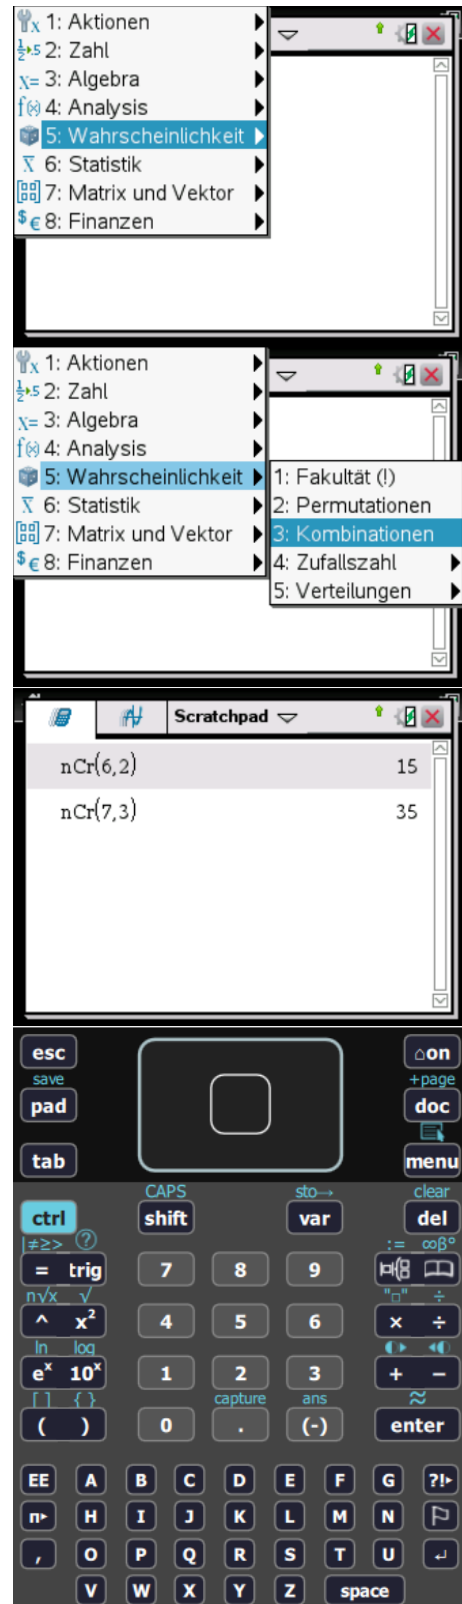 1: Aktionen
2: Zahl
3: Algebra
4: Analysis
5: Wahrscheinlichkeit
6: Statistik
7: Matrix und Vektor
8: Finanzen
1: Aktionen
2: Zahl
3: Algebra
4: Analysis
5: Wahrscheinlichkeit
6: Statistik
7: Matrix und Vektor
8: Finanzen
1: Fakultät (!)
2: Permutationen
3: Kombinationen
4: Zufallszahl
5: Verteilungen
Scratchpad
nCr(6,2) 15
nCr(7,3) 35
esc ⌂on
save +page
pad doc
tab menu
CAPS sto→ clear
ctrl shift var del
|≠≥> ? := ∞β°
= trig 7 8 9
n√x √ "□" ÷
^ x² 4 5 6 × ÷
ln log
eˣ 10ˣ 1 2 3 + −
[ ] { } capture ans ≈
( ) 0 . (-) enter
EE A B C D E F G ?!▸
π▸ H I J K L M N
, O P Q R S T U ↵
V W X Y Z space